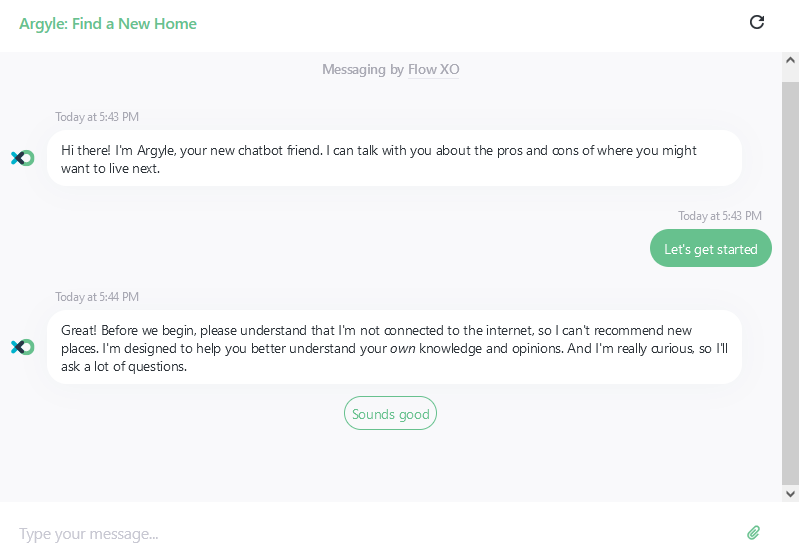 Argyle: Find a New Home
Messaging by Flow XO
Today at 5:43 PM
Hi there! I'm Argyle, your new chatbot friend. I can talk with you about the pros and cons of where you might
want to live next.
Today at 5:43 PM
Let's get started
Today at 5:44 PM
Great! Before we begin, please understand that I'm not connected to the internet, so I can't recommend new
places. I'm designed to help you better understand your own knowledge and opinions. And I'm really curious, so I'll
ask a lot of questions.
Sounds good
Type your message...